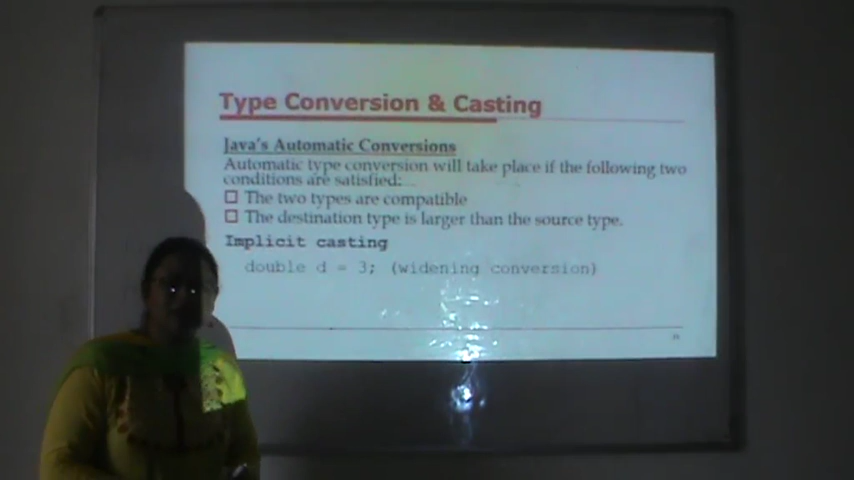 Type Conversion & Casting
Java's Automatic Conversions
Automatic type conversion will take place if the following two
conditions are satisfied:
☐ The two types are compatible
☐ The destination type is larger than the source type.
Implicit casting
double d = 3; (widening conversion)